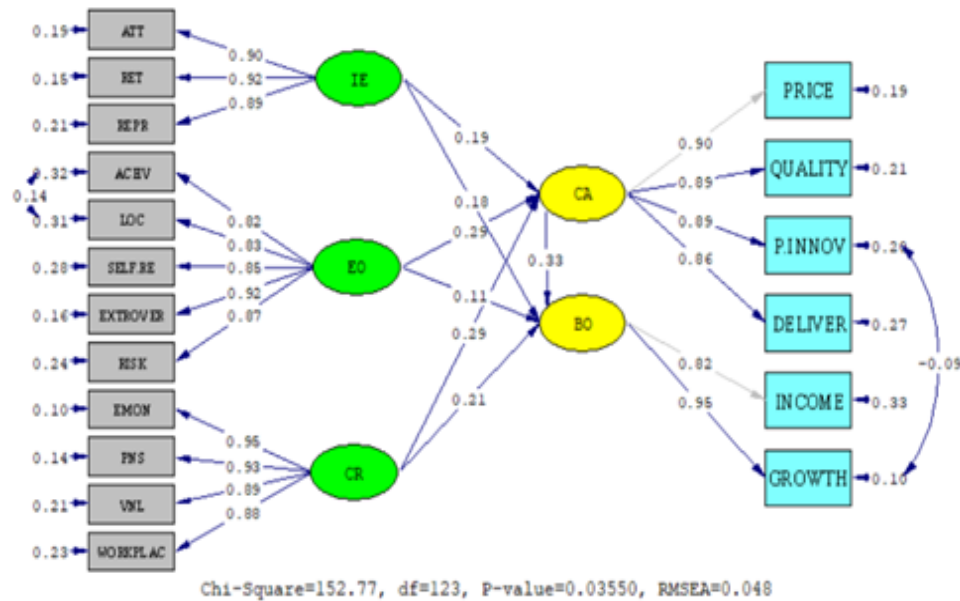 0.19 ATT
0.15 RET
0.21 REPR
0.32 ACHV
0.14
0.31 LOC
0.28 SELF.RE
0.16 EXTROVER
0.24 RISK
0.10 EMON
0.14 PNS
0.21 VNL
0.23 WORKPLAC
0.90
0.92
0.89
0.82
0.83
0.85
0.92
0.87
0.95
0.93
0.89
0.88
IE
EO
CR
0.19
0.18
0.29
0.11
0.29
0.21
CA
0.33
BO
0.90
0.89
0.89
0.86
0.82
0.95
PRICE 0.19
QUALITY 0.21
P.INNOV 0.20
DELIVER 0.27
-0.09
INCOME 0.33
GROWTH 0.10
Chi-Square=152.77, df=123, P-value=0.03550, RMSEA=0.048